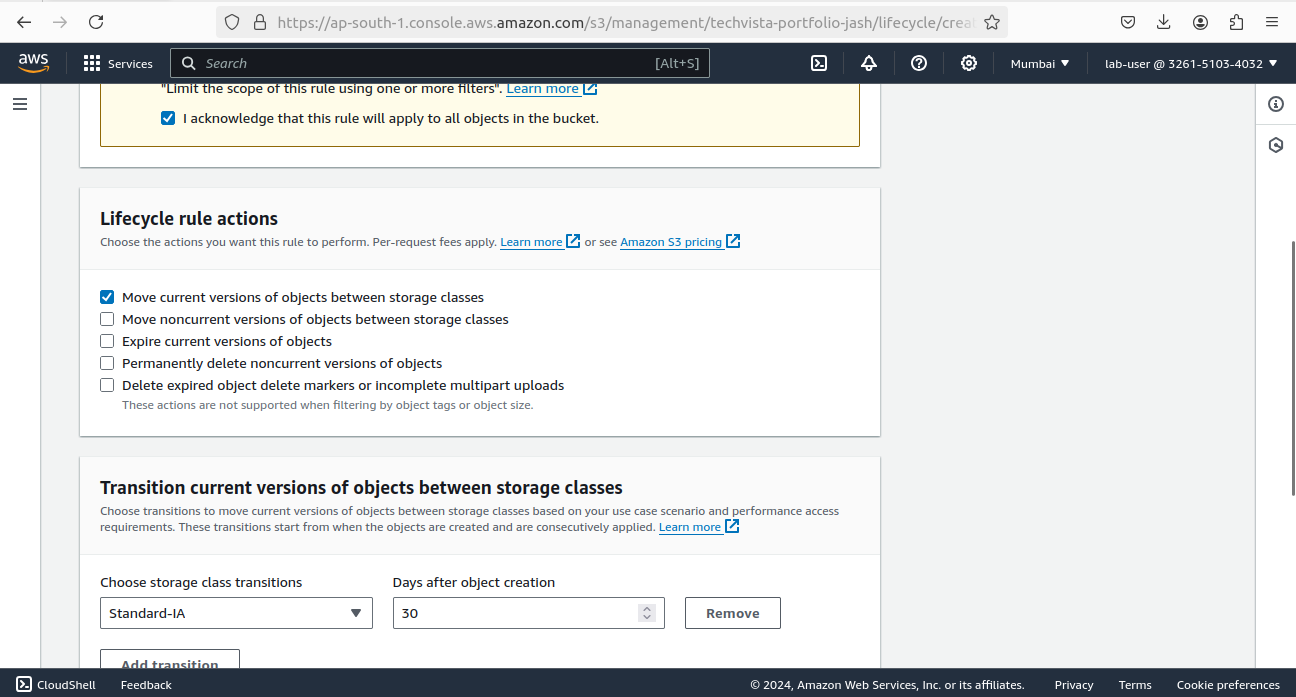 https://ap-south-1.console.aws.amazon.com/s3/management/techvista-portfolio-jash/lifecycle/crea
aws
Services
Search
[Alt+S]
Mumbai
lab-user @ 3261-5103-4032
"Limit the scope of this rule using one or more filters". Learn more
I acknowledge that this rule will apply to all objects in the bucket.
Lifecycle rule actions
Choose the actions you want this rule to perform. Per-request fees apply. Learn more or see Amazon S3 pricing
Move current versions of objects between storage classes
Move noncurrent versions of objects between storage classes
Expire current versions of objects
Permanently delete noncurrent versions of objects
Delete expired object delete markers or incomplete multipart uploads
These actions are not supported when filtering by object tags or object size.
Transition current versions of objects between storage classes
Choose transitions to move current versions of objects between storage classes based on your use case scenario and performance access
requirements. These transitions start from when the objects are created and are consecutively applied. Learn more
Choose storage class transitions
Days after object creation
Standard-IA
30
Remove
Add transition
CloudShell
Feedback
© 2024, Amazon Web Services, Inc. or its affiliates.
Privacy
Terms
Cookie preferences